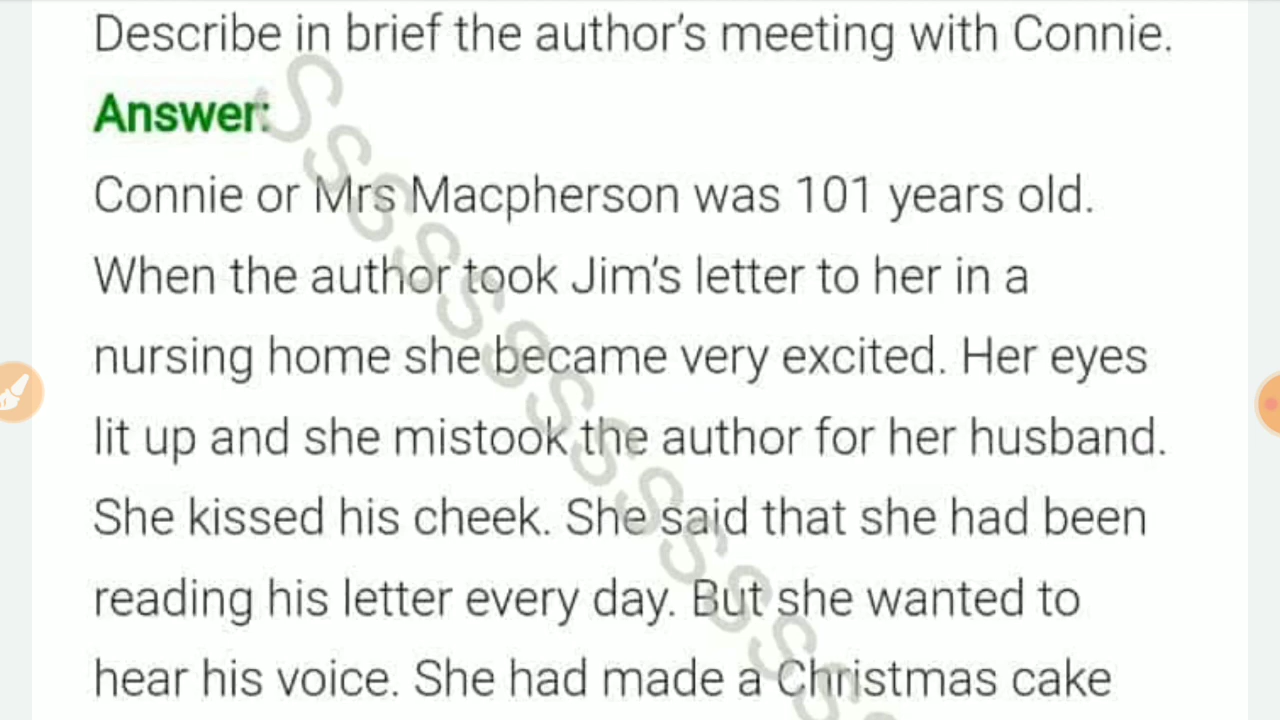 Describe in brief the author's meeting with Connie.
Answer:
Connie or Mrs Macpherson was 101 years old.
When the author took Jim's letter to her in a
nursing home she became very excited. Her eyes
lit up and she mistook the author for her husband.
She kissed his cheek. She said that she had been
reading his letter every day. But she wanted to
hear his voice. She had made a Christmas cake